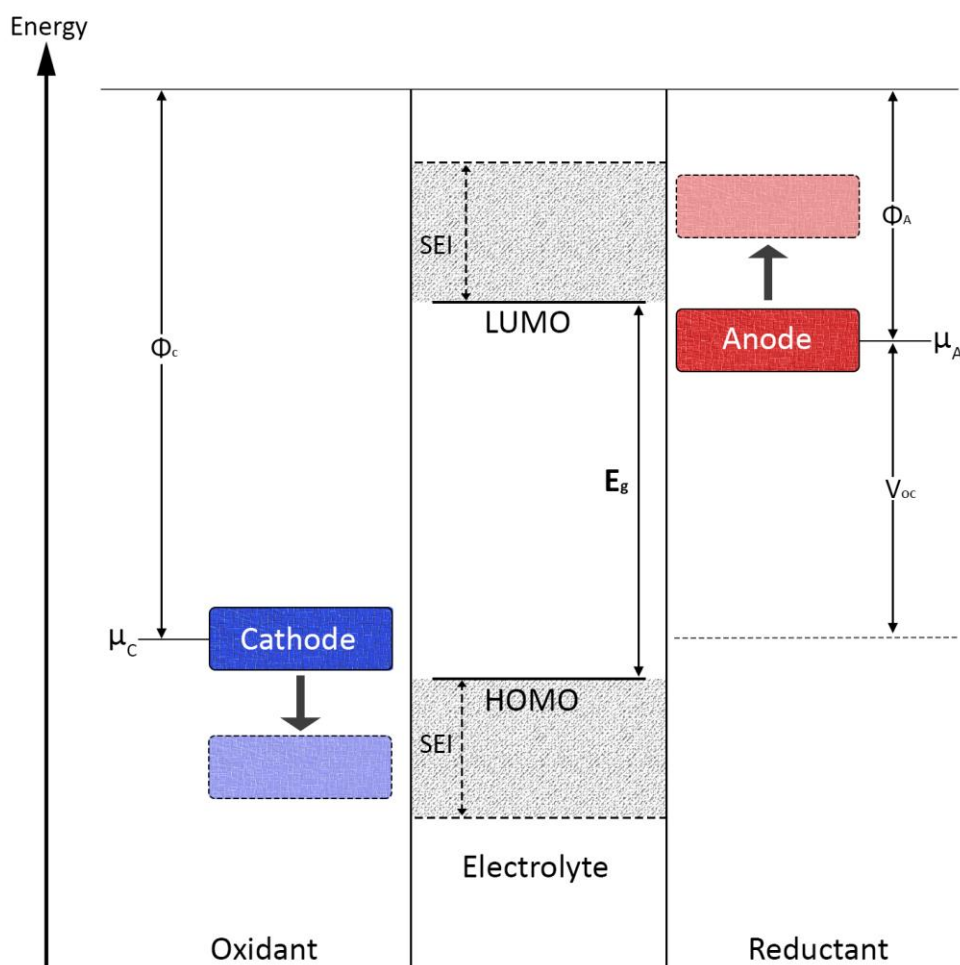 Energy
SEI
ΦA
LUMO
Anode
μA
Φc
Eg
Voc
μC
Cathode
HOMO
SEI
Electrolyte
Oxidant
Reductant